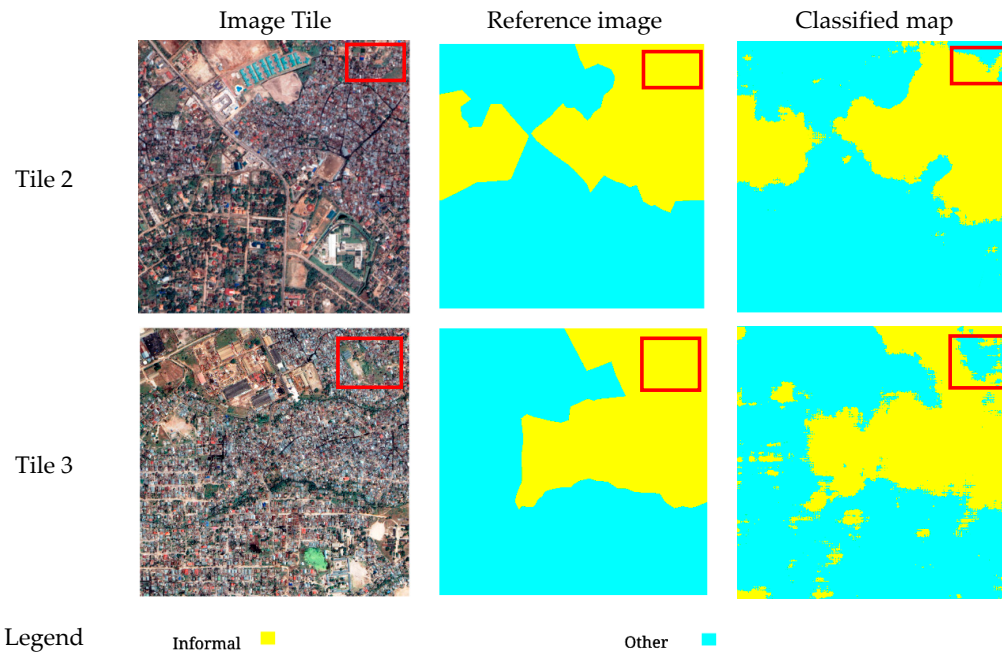 Image Tile Reference image Classified map
Tile 2
Tile 3
Legend Informal Other